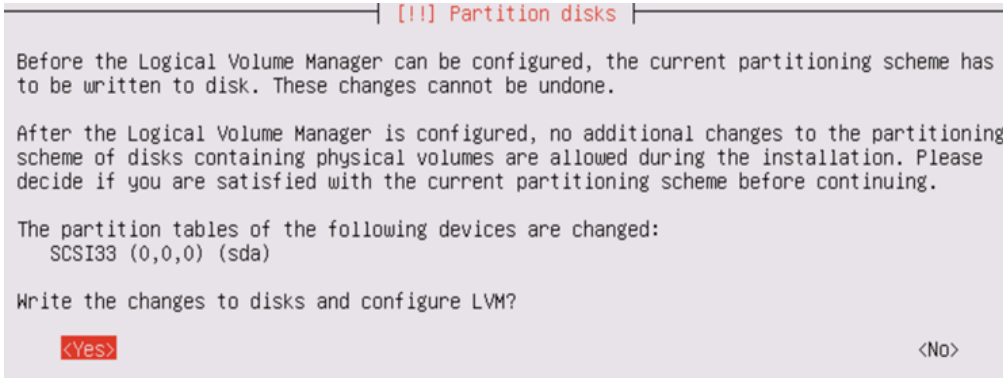 [!!] Partition disks
Before the Logical Volume Manager can be configured, the current partitioning scheme has
to be written to disk. These changes cannot be undone.
After the Logical Volume Manager is configured, no additional changes to the partitioning
scheme of disks containing physical volumes are allowed during the installation. Please
decide if you are satisfied with the current partitioning scheme before continuing.
The partition tables of the following devices are changed:
SCSI33 (0,0,0) (sda)
Write the changes to disks and configure LVM?
<Yes> <No>